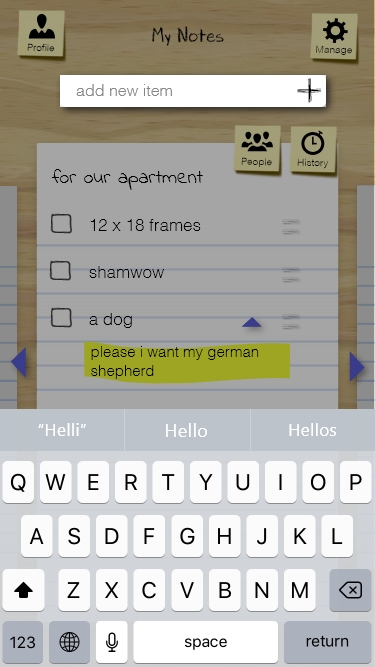 Profile
My Notes
Manage
add new item
People
History
for our apartment
12 x 18 frames
shamwow
a dog
please i want my german
shepherd
“Helli” Hello Hellos
Q W E R T Y U I O P
A S D F G H J K L
Z X C V B N M
123 space return